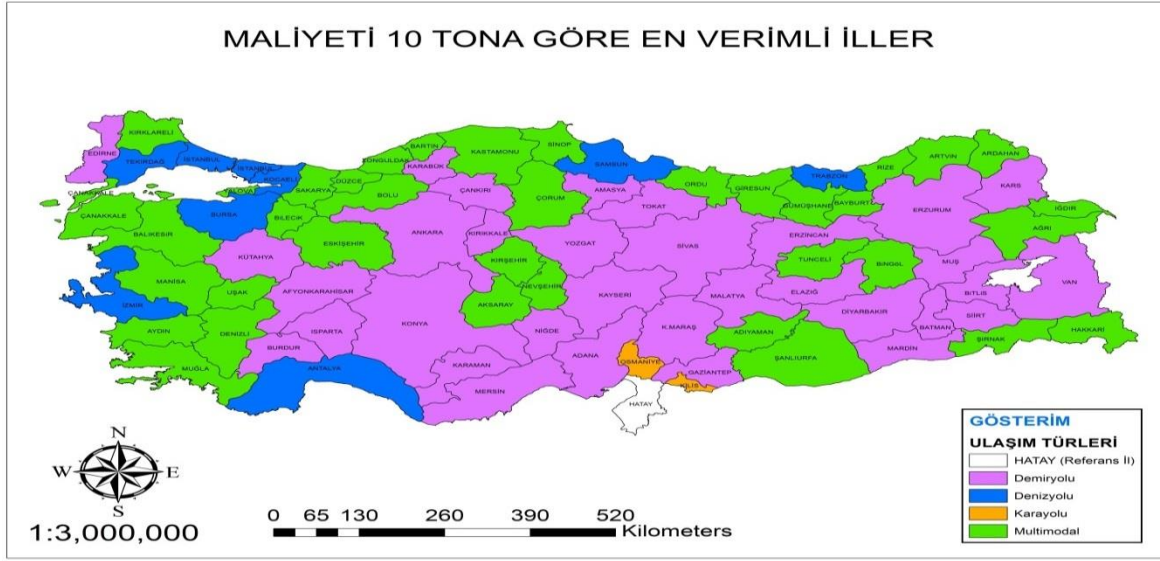 MALİYETİ 10 TONA GÖRE EN VERİMLİ İLLER
KIRKLARELİ
EDİRNE
TEKİRDAĞ
İSTANBUL
İSTANBUL
KOCAELİ
YALOVA
ÇANAKKALE
ÇANAKKALE
BALIKESİR
BURSA
BİLECİK
SAKARYA
DÜZCE
ZONGULDAK
BARTIN
KARABÜK
KASTAMONU
SİNOP
BOLU
ÇANKIRI
ÇORUM
SAMSUN
AMASYA
TOKAT
ORDU
GİRESUN
TRABZON
GÜMÜŞHANE
BAYBURT
RİZE
ARTVİN
ARDAHAN
KARS
IĞDIR
AĞRI
ERZURUM
ERZİNCAN
ESKİŞEHİR
ANKARA
KIRIKKALE
YOZGAT
SİVAS
TUNCELİ
BİNGÖL
MUŞ
VAN
BİTLİS
KÜTAHYA
MANİSA
İZMİR
UŞAK
AFYONKARAHİSAR
KIRŞEHİR
NEVŞEHİR
AKSARAY
KAYSERİ
MALATYA
ELAZIĞ
DİYARBAKIR
BATMAN
SİİRT
HAKKARİ
ŞIRNAK
MARDİN
AYDIN
DENİZLİ
ISPARTA
BURDUR
KONYA
NİĞDE
K.MARAŞ
ADIYAMAN
ŞANLIURFA
MUĞLA
ANTALYA
KARAMAN
MERSİN
ADANA
OSMANİYE
GAZİANTEP
KİLİS
HATAY
N
W
E
S
1:3,000,000
0 65 130 260 390 520
Kilometers
GÖSTERİM
ULAŞIM TÜRLERİ
HATAY (Referans İl)
Demiryolu
Denizyolu
Karayolu
Multimodal